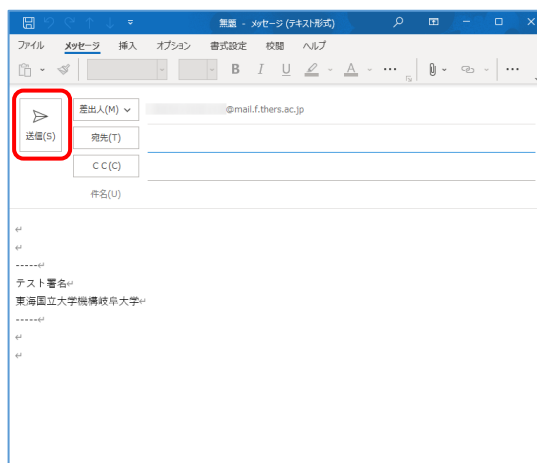 無題 - メッセージ (テキスト形式)
ファイル メッセージ 挿入 オプション 書式設定 校閲 ヘルプ
B I U A
送信(S)
差出人(M) @mail.f.thers.ac.jp
宛先(T)
C C(C)
件名(U)
-----
テスト署名
東海国立大学機構岐阜大学
-----